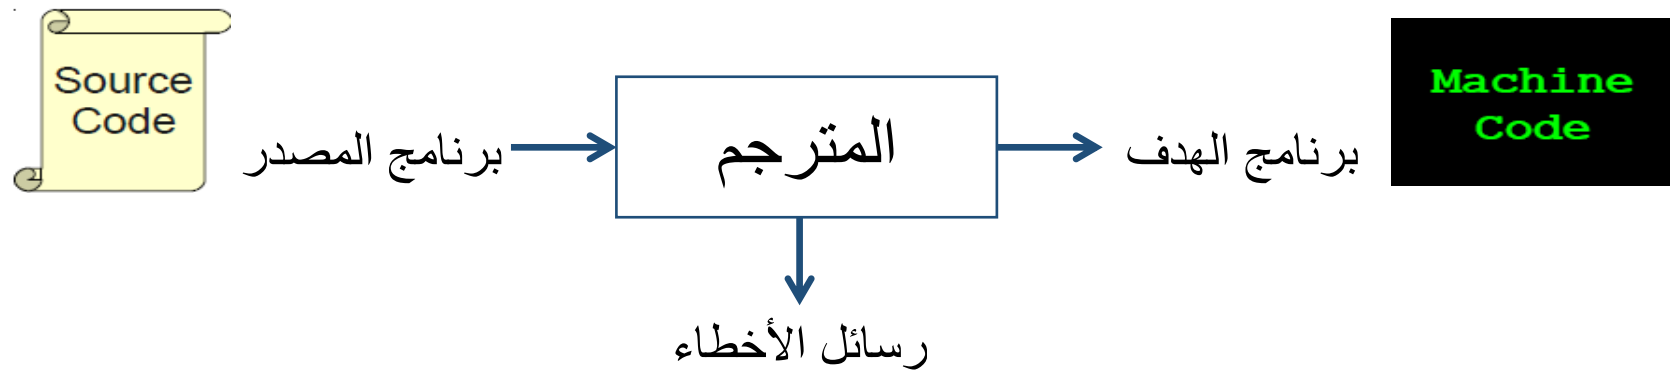 Source
Code
برنامج المصدر
المترجم
برنامج الهدف
Machine
Code
رسائل الأخطاء